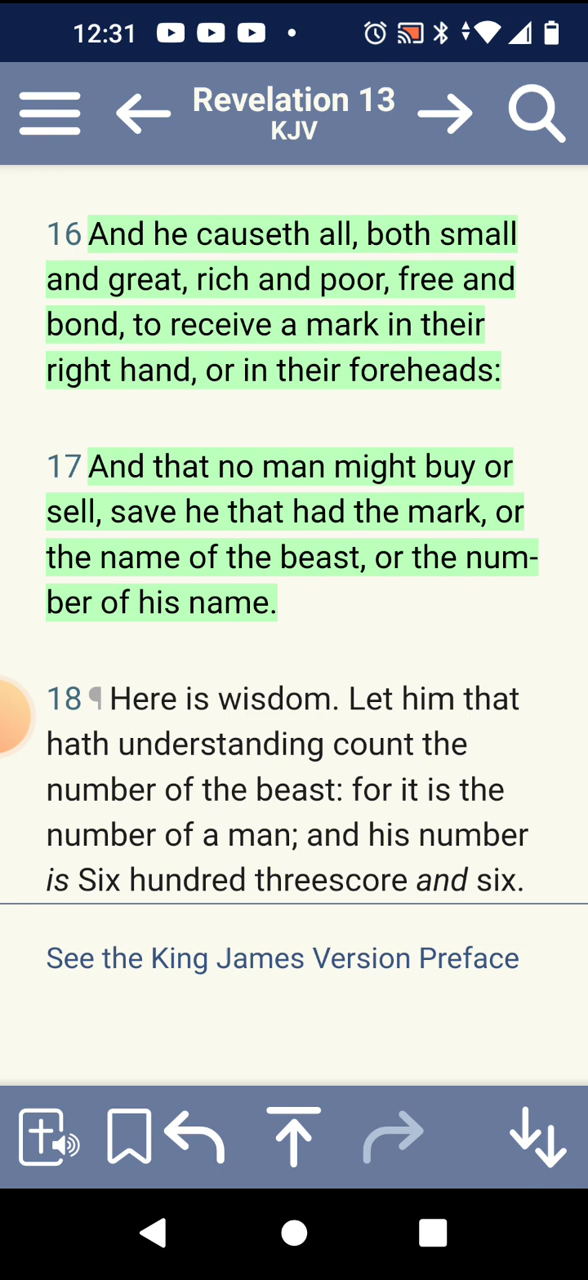 12:31
Revelation 13
KJV
16 And he causeth all, both small
and great, rich and poor, free and
bond, to receive a mark in their
right hand, or in their foreheads:
17 And that no man might buy or
sell, save he that had the mark, or
the name of the beast, or the num-
ber of his name.
18 ¶ Here is wisdom. Let him that
hath understanding count the
number of the beast: for it is the
number of a man; and his number
is Six hundred threescore and six.
See the King James Version Preface